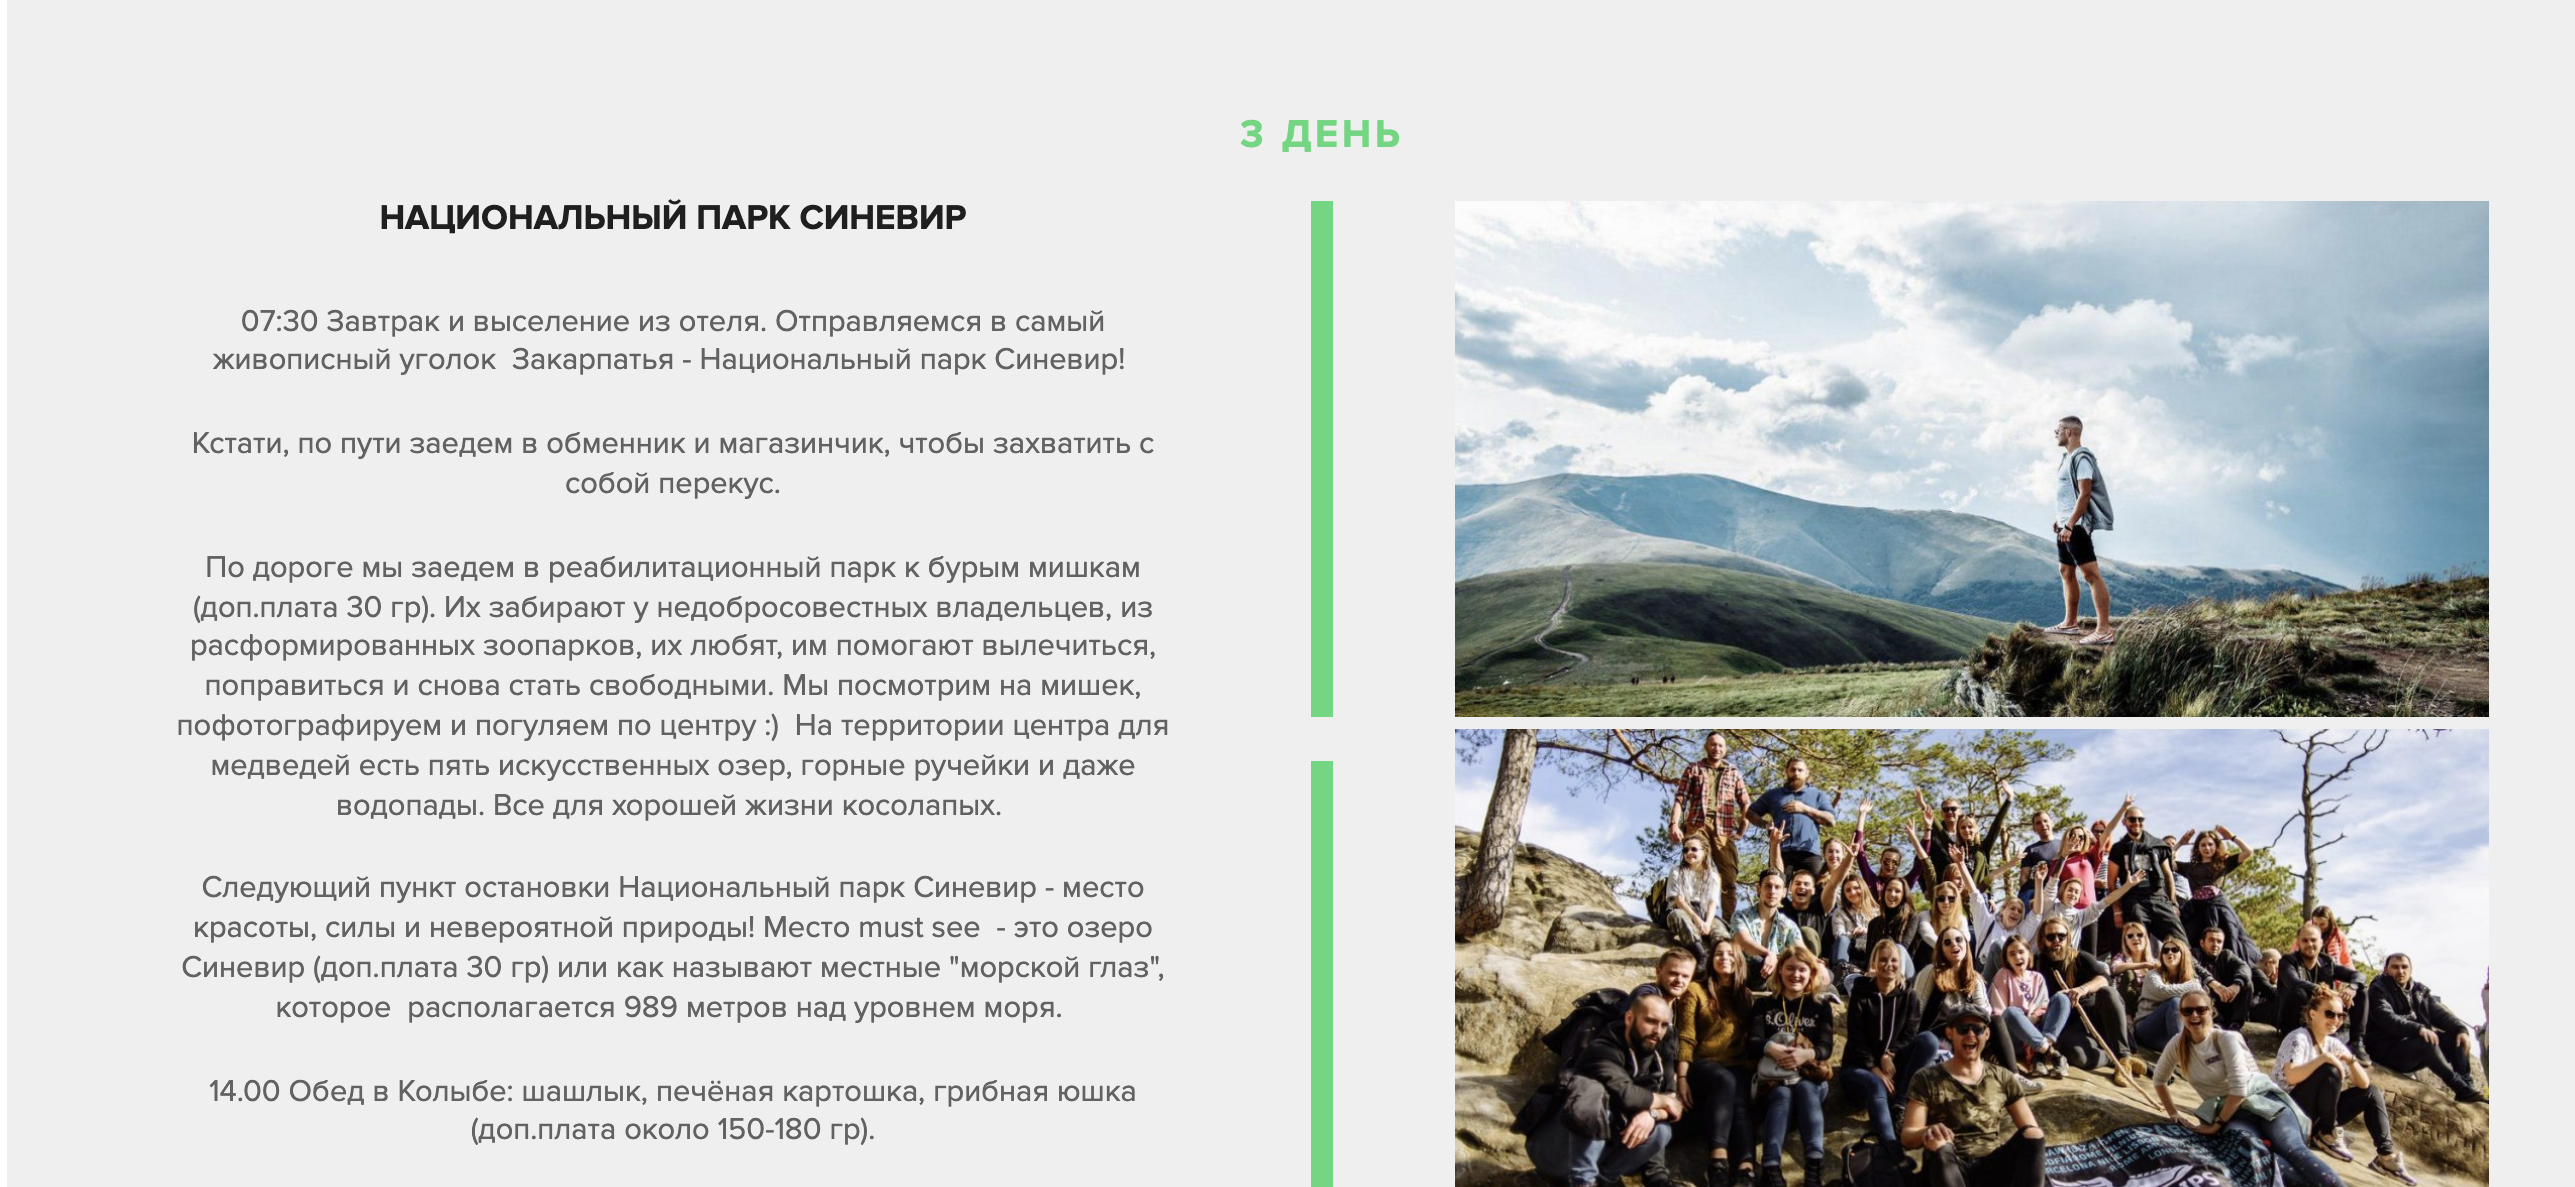 3 ДЕНЬ
НАЦИОНАЛЬНЫЙ ПАРК СИНЕВИР
07:30 Завтрак и выселение из отеля. Отправляемся в самый
живописный уголок  Закарпатья - Национальный парк Синевир!
Кстати, по пути заедем в обменник и магазинчик, чтобы захватить с
собой перекус.
По дороге мы заедем в реабилитационный парк к бурым мишкам
(доп.плата 30 гр). Их забирают у недобросовестных владельцев, из
расформированных зоопарков, их любят, им помогают вылечиться,
поправиться и снова стать свободными. Мы посмотрим на мишек,
пофотографируем и погуляем по центру :)  На территории центра для
медведей есть пять искусственных озер, горные ручейки и даже
водопады. Все для хорошей жизни косолапых.
Следующий пункт остановки Национальный парк Синевир - место
красоты, силы и невероятной природы! Место must see  - это озеро
Синевир (доп.плата 30 гр) или как называют местные "морской глаз",
которое  располагается 989 метров над уровнем моря.
14.00 Обед в Колыбе: шашлык, печёная картошка, грибная юшка
(доп.плата около 150-180 гр).
s.Oliver